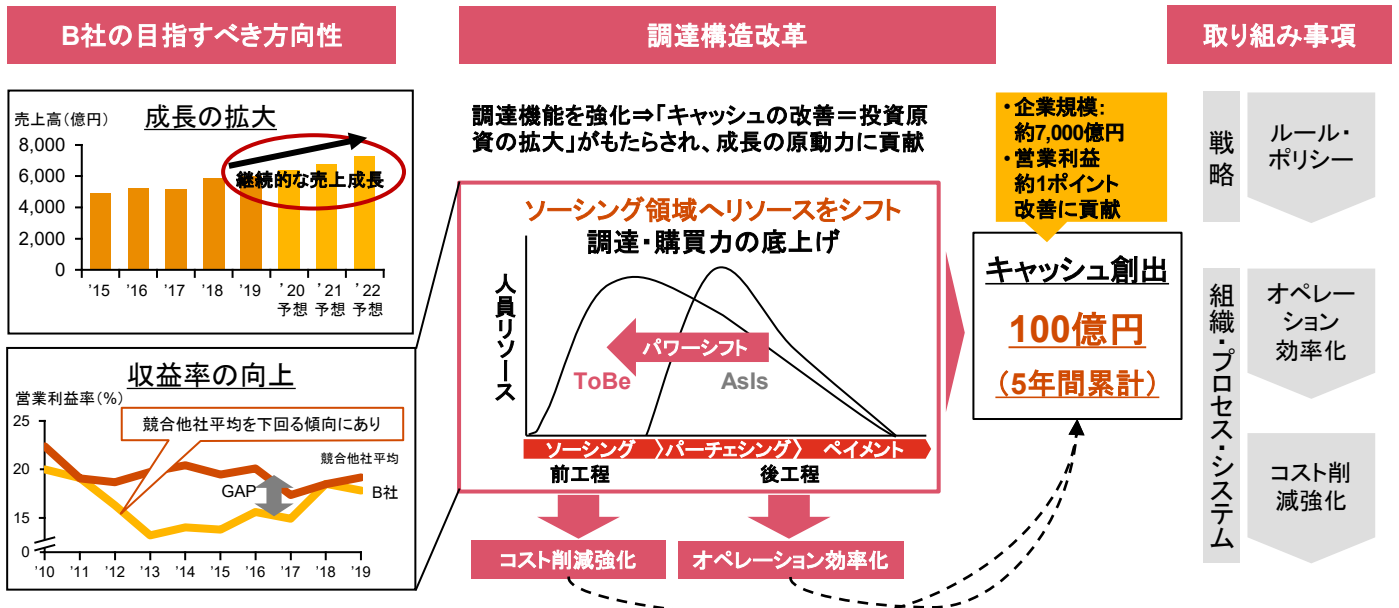 B社の目指すべき方向性
調達構造改革
取り組み事項
成長の拡大
売上高（億円）
8,000
6,000
4,000
2,000
0
継続的な売上成長
'15
'16
'17
'18
'19
'20
予想
'21
予想
'22
予想
収益率の向上
営業利益率（%）
25
20
15
0
競合他社平均を下回る傾向にあり
競合他社平均
GAP
B社
'10
'11
'12
'13
'14
'15
'16
'17
'18
'19
調達機能を強化⇒「キャッシュの改善＝投資原
資の拡大」がもたらされ、成長の原動力に貢献
ソーシング領域へリソースをシフト
調達・購買力の底上げ
人員リソース
パワーシフト
ToBe
AsIs
ソーシング
パーチェシング
ペイメント
前工程
後工程
コスト削減強化
オペレーション効率化
・企業規模：
約7,000億円
・営業利益
約1ポイント
改善に貢献
キャッシュ創出
100億円
（5年間累計）
戦略
ルール・
ポリシー
組織・プロセス・システム
オペレー
ション
効率化
コスト削
減強化